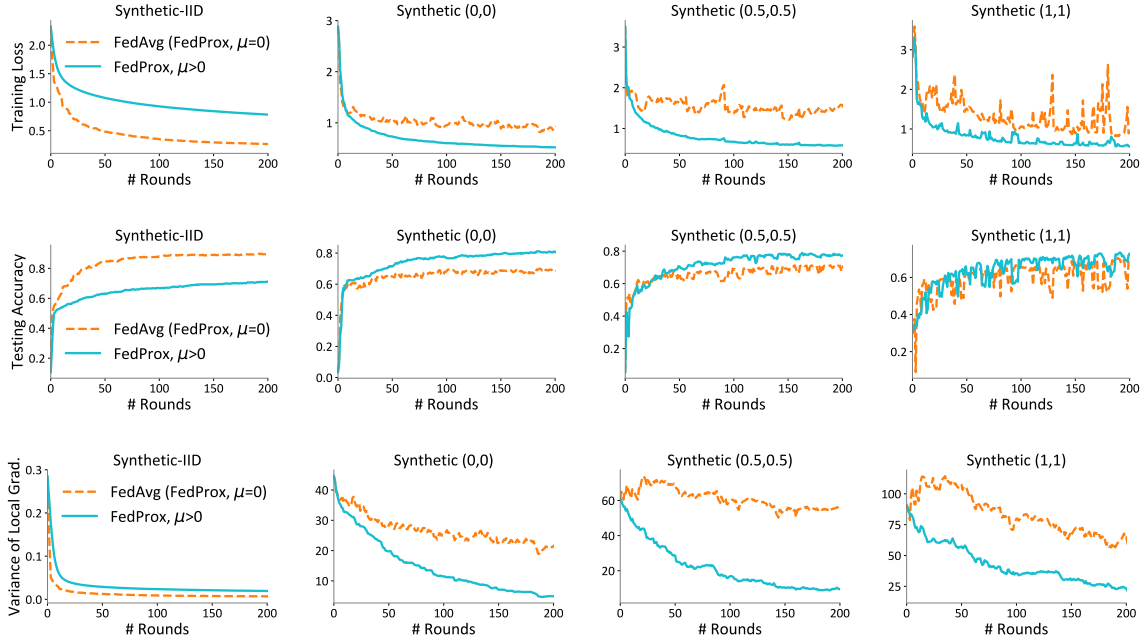 Synthetic-IID
Synthetic (0,0)
Synthetic (0.5,0.5)
Synthetic (1,1)
Training Loss
2.0
1.5
1.0
0.5
FedAvg (FedProx, μ=0)
FedProx, μ>0
3
2
1
3
2
1
3
2
1
0 50 100 150 200
0 50 100 150 200
0 50 100 150 200
0 50 100 150 200
# Rounds
# Rounds
# Rounds
# Rounds
Synthetic-IID
Synthetic (0,0)
Synthetic (0.5,0.5)
Synthetic (1,1)
Testing Accuracy
0.8
0.6
0.4
0.2
FedAvg (FedProx, μ=0)
FedProx, μ>0
0.8
0.6
0.4
0.2
0.0
0.8
0.6
0.4
0.2
0.6
0.4
0.2
0 50 100 150 200
0 50 100 150 200
0 50 100 150 200
0 50 100 150 200
# Rounds
# Rounds
# Rounds
# Rounds
Synthetic-IID
Synthetic (0,0)
Synthetic (0.5,0.5)
Synthetic (1,1)
Variance of Local Grad.
0.3
0.2
0.1
0.0
FedAvg (FedProx, μ=0)
FedProx, μ>0
40
30
20
10
60
40
20
100
75
50
25
0 50 100 150 200
0 50 100 150 200
0 50 100 150 200
0 50 100 150 200
# Rounds
# Rounds
# Rounds
# Rounds